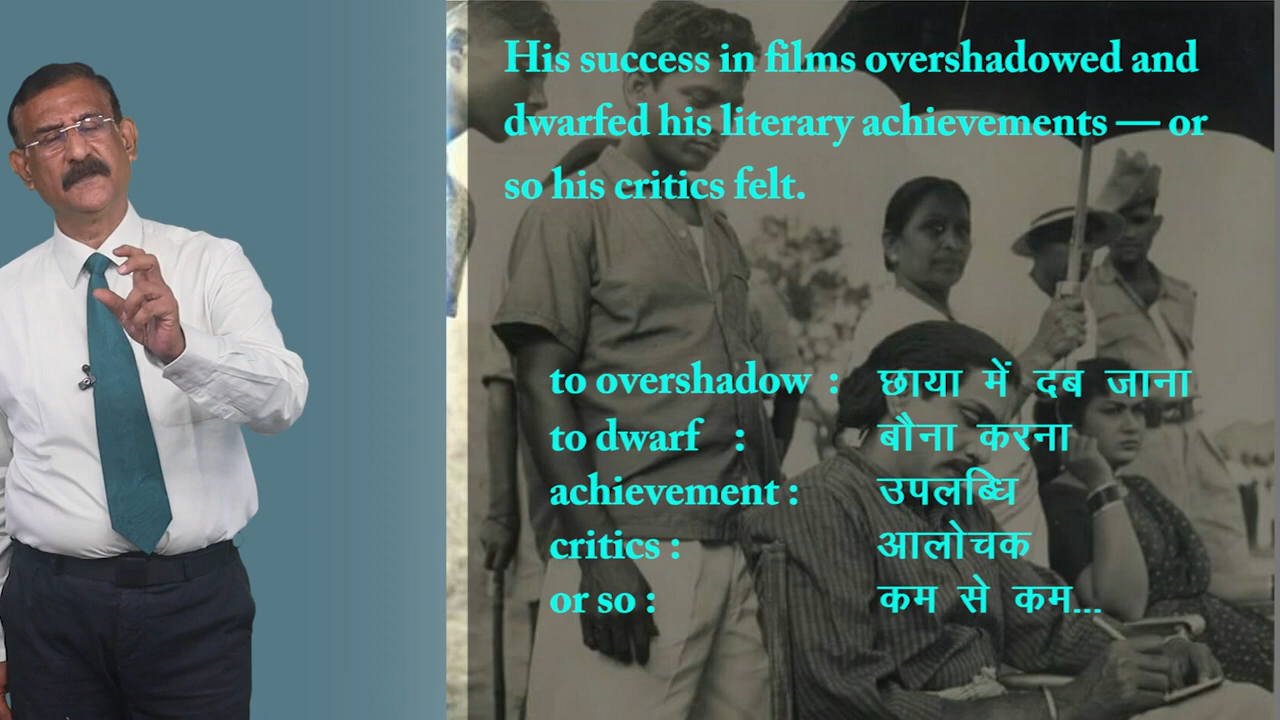 His success in films overshadowed and
dwarfed his literary achievements — or
so his critics felt.
to overshadow : छाया में दब जाना
to dwarf : बौना करना
achievement : उपलब्धि
critics : आलोचक
or so : कम से कम...